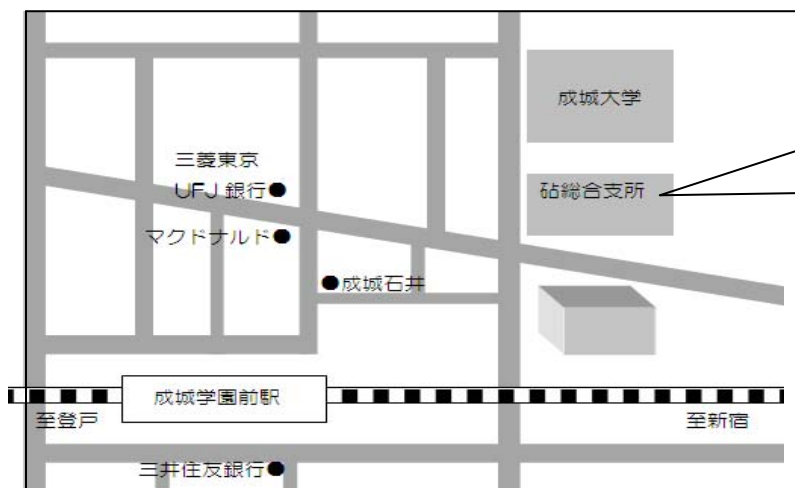 成城大学
三菱東京
UFJ 銀行●
砧総合支所
マクドナルド●
●成城石井
成城学園前駅
至登戸
至新宿
三井住友銀行●